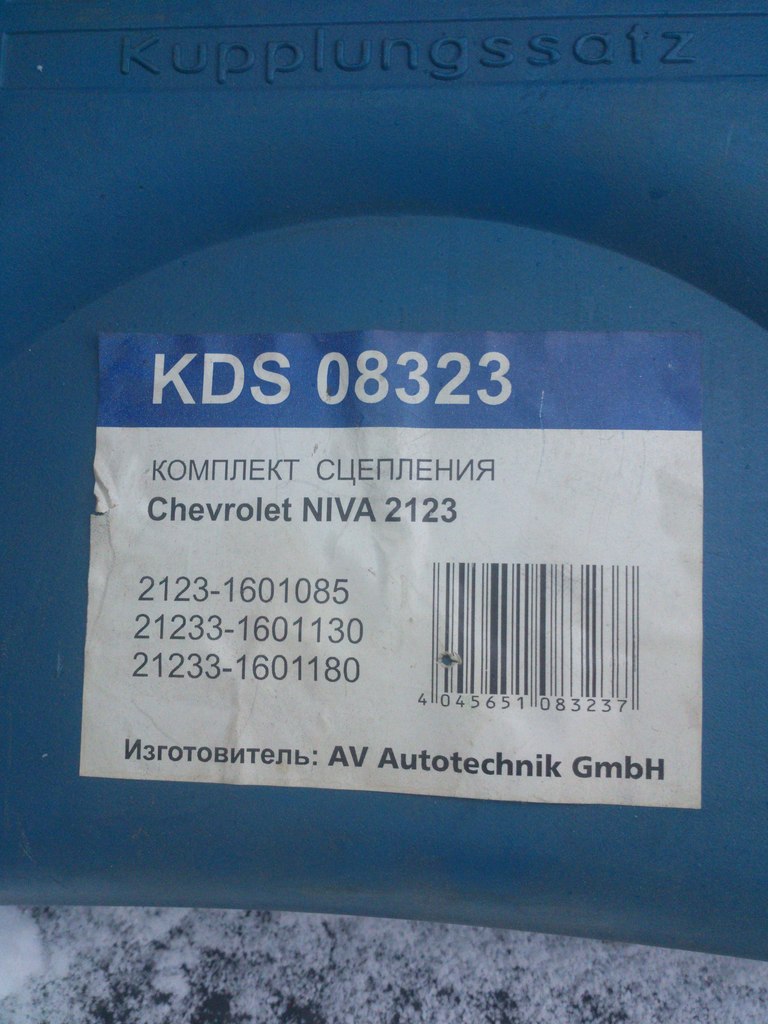 Kupplungssatz
KDS 08323
КОМПЛЕКТ СЦЕПЛЕНИЯ
Chevrolet NIVA 2123
2123-1601085
21233-1601130
21233-1601180
4 045651 083237
Изготовитель: AV Autotechnik GmbH